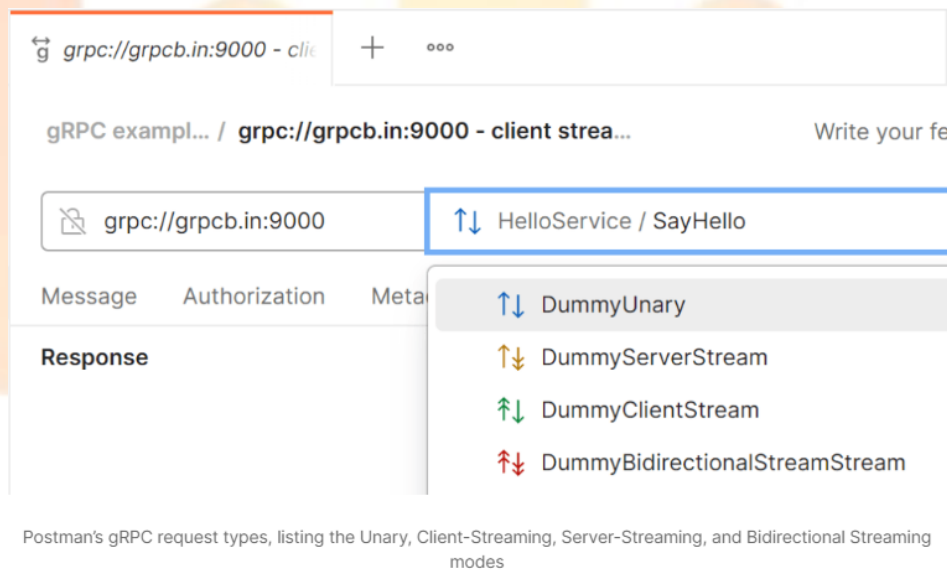 grpc://grpcb.in:9000 - clie
gRPC exampl... / grpc://grpcb.in:9000 - client strea...
Write your fe
grpc://grpcb.in:9000
HelloService / SayHello
Message Authorization Meta
DummyUnary
Response
DummyServerStream
DummyClientStream
DummyBidirectionalStreamStream
Postman's gRPC request types, listing the Unary, Client-Streaming, Server-Streaming, and Bidirectional Streaming
modes